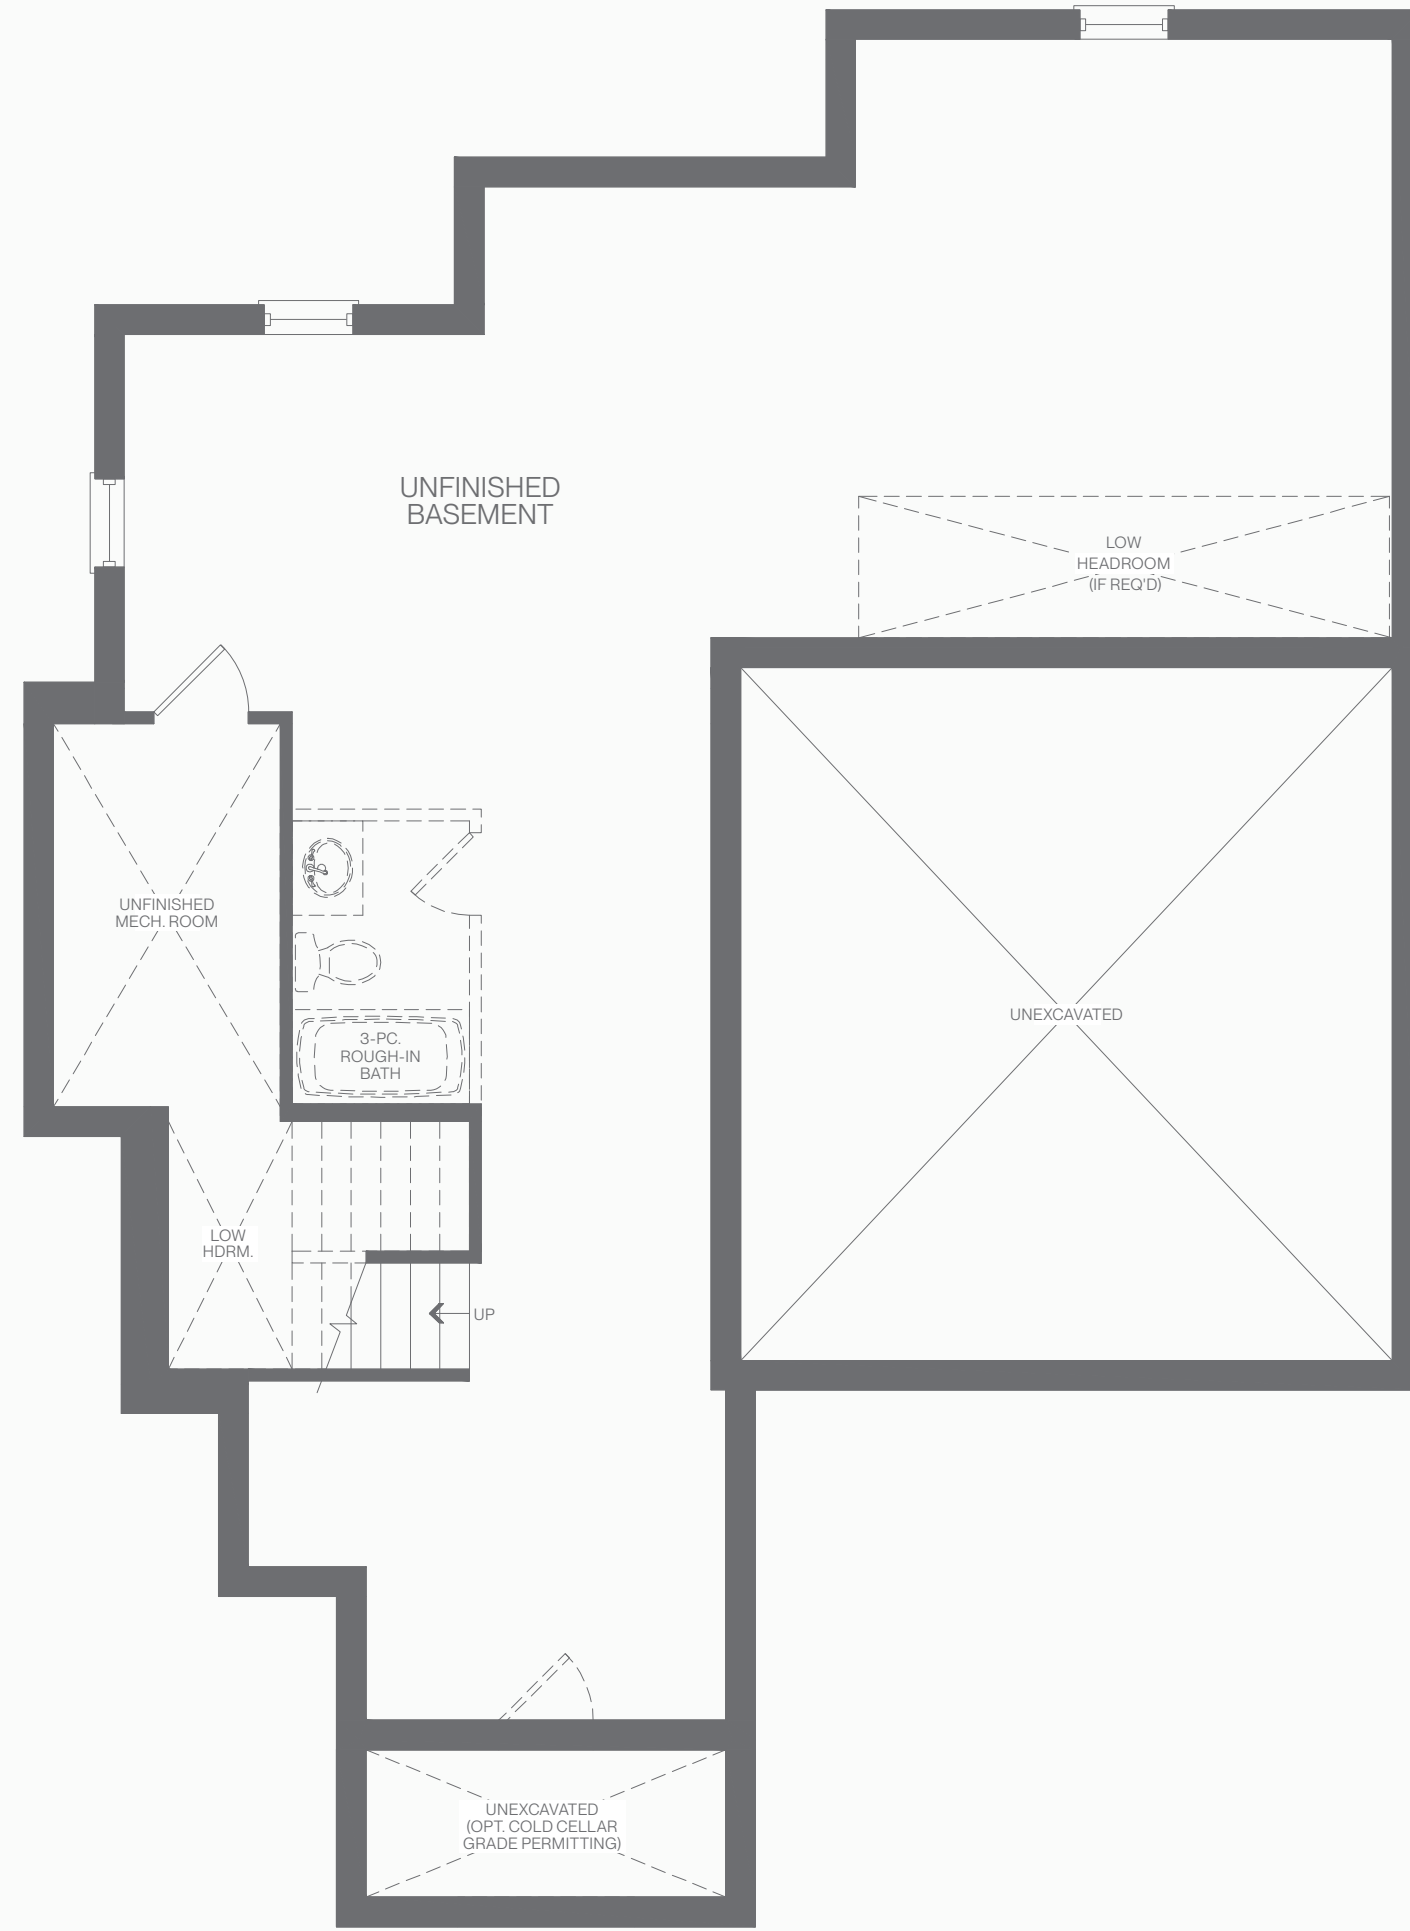 UNFINISHED
BASEMENT
LOW
HEADROOM
(IF REQ'D)
UNFINISHED
MECH. ROOM
UNEXCAVATED
3-PC.
ROUGH-IN
BATH
LOW
HDRM.
UP
UNEXCAVATED
(OPT. COLD CELLAR
GRADE PERMITTING)